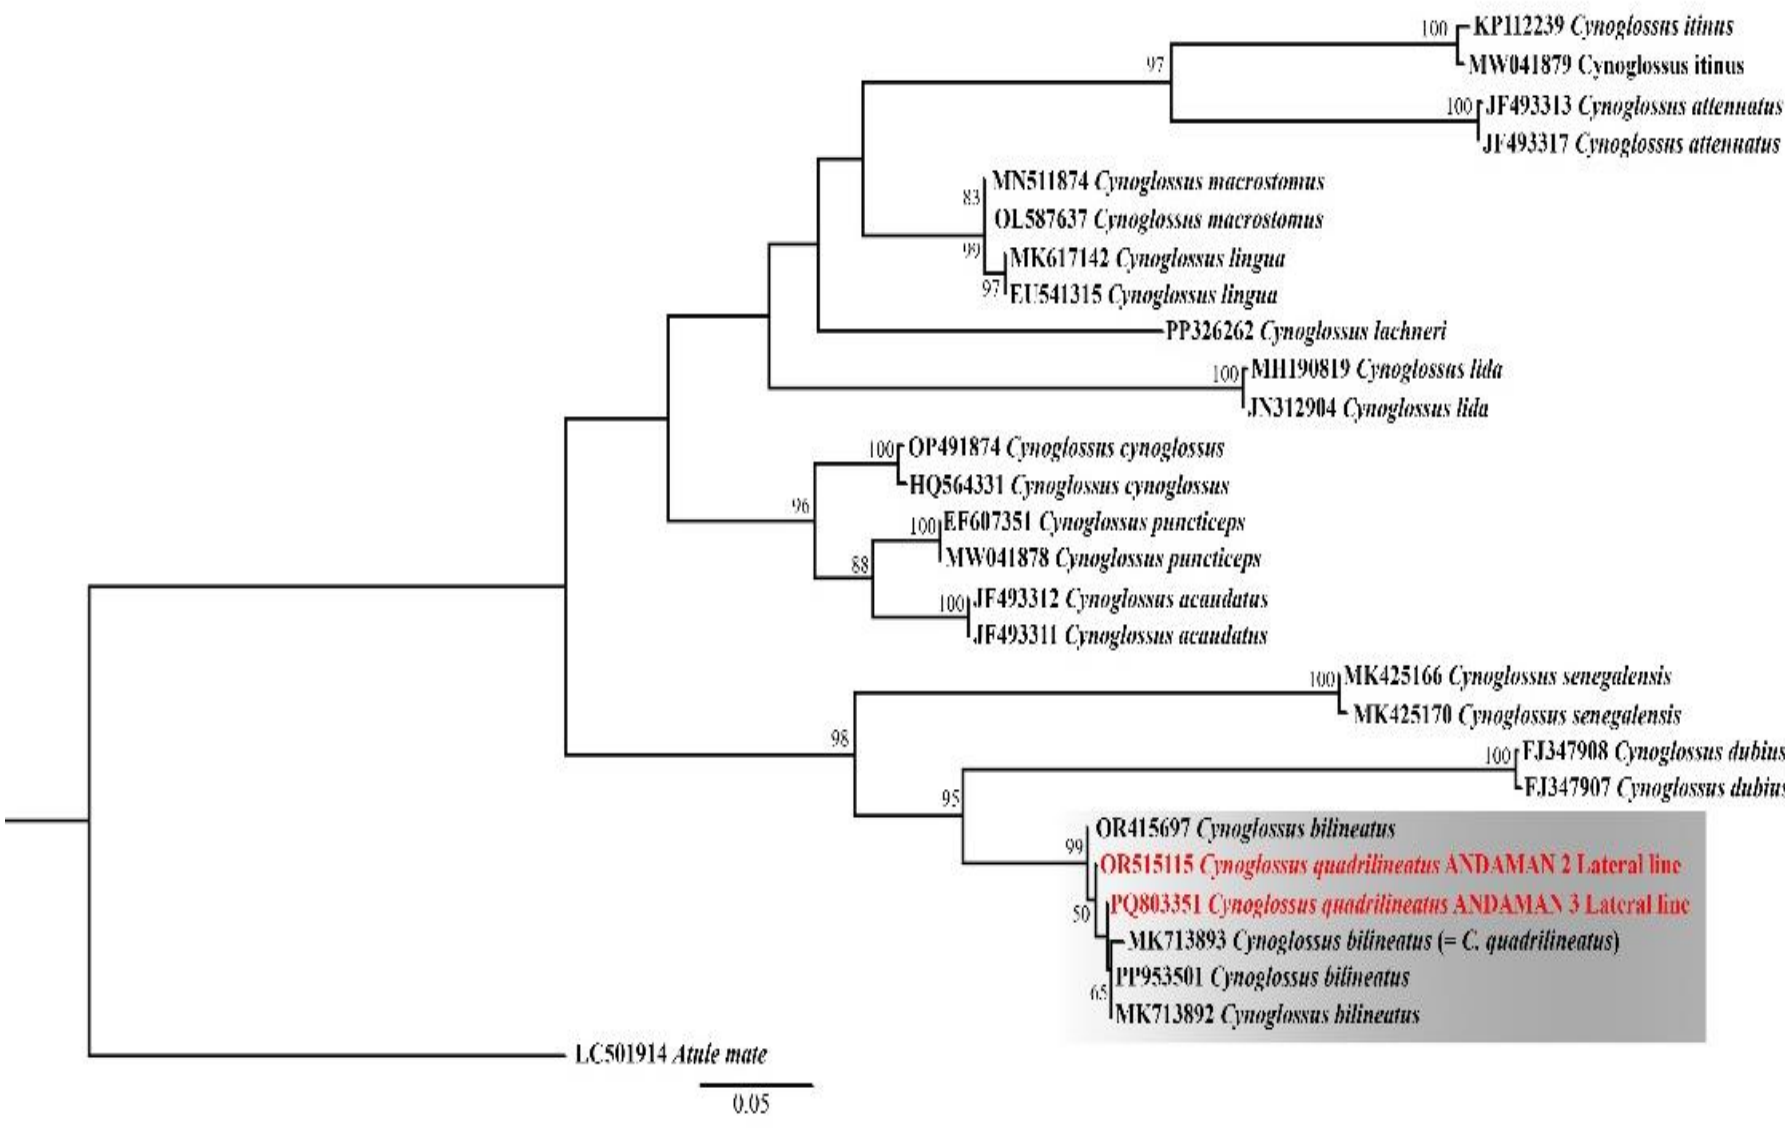 100
KP112239 Cynoglossus itinus
97
MW041879 Cynoglossus itinus
100
JF493313 Cynoglossus attenuatus
JF493317 Cynoglossus attenuatus
MN511874 Cynoglossus macrostomus
83
OL587637 Cynoglossus macrostomus
99
MK617142 Cynoglossus lingua
97
EU541315 Cynoglossus lingua
PP326262 Cynoglossus lachneri
100
MH190819 Cynoglossus lida
JN312904 Cynoglossus lida
100
OP491874 Cynoglossus cynoglossus
HQ564331 Cynoglossus cynoglossus
96
100
EF607351 Cynoglossus puncticeps
MW041878 Cynoglossus puncticeps
88
100
JF493312 Cynoglossus acaudatus
JF493311 Cynoglossus acaudatus
100
MK425166 Cynoglossus senegalensis
MK425170 Cynoglossus senegalensis
98
100
FJ347908 Cynoglossus dubius
FJ347907 Cynoglossus dubius
95
OR415697 Cynoglossus bilineatus
99
OR515115 Cynoglossus quadrilineatus ANDAMAN 2 Lateral line
PQ803351 Cynoglossus quadrilineatus ANDAMAN 3 Lateral line
50
MK713893 Cynoglossus bilineatus (= C. quadrilineatus)
PP953501 Cynoglossus bilineatus
65
MK713892 Cynoglossus bilineatus
LC501914 Atule mate
0.05